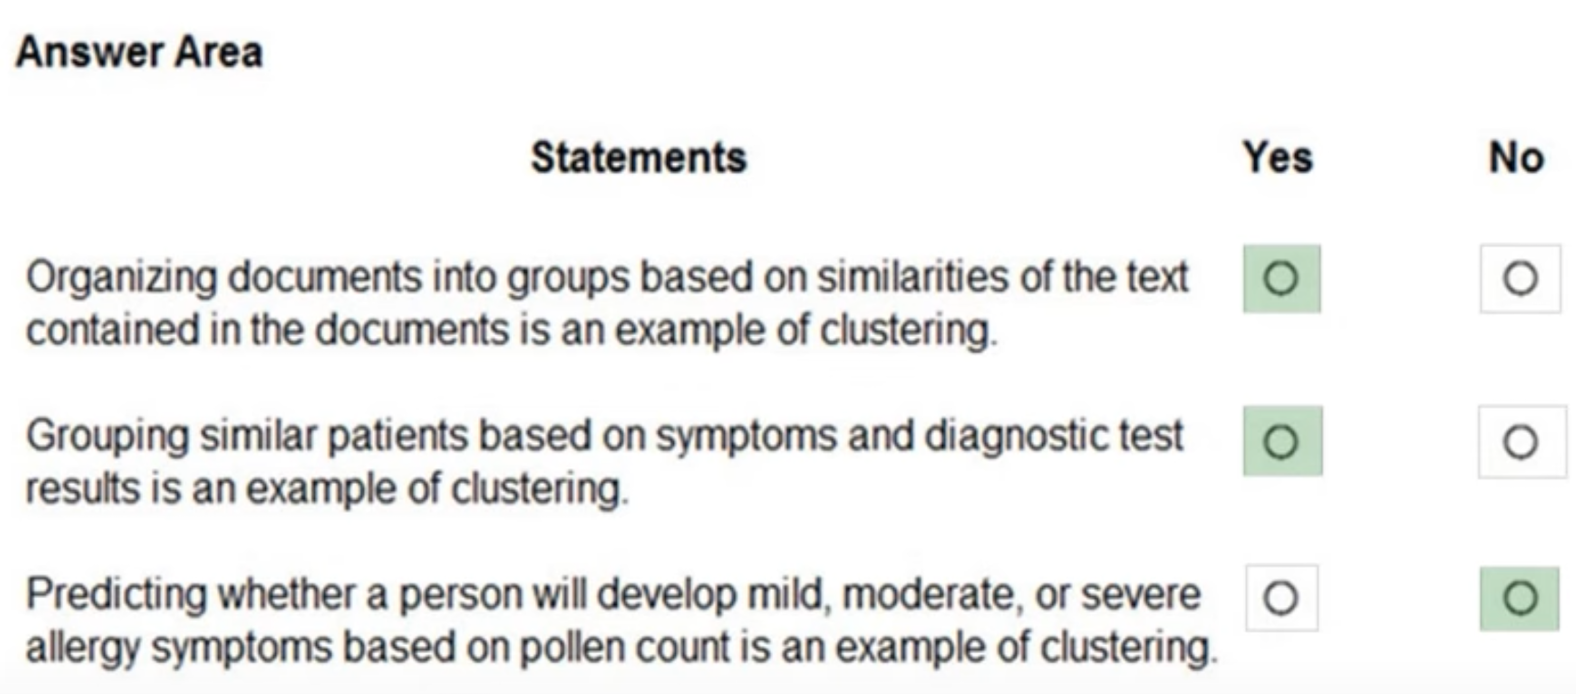 Answer Area
Statements Yes No
Organizing documents into groups based on similarities of the text
contained in the documents is an example of clustering.
Grouping similar patients based on symptoms and diagnostic test
results is an example of clustering.
Predicting whether a person will develop mild, moderate, or severe
allergy symptoms based on pollen count is an example of clustering.